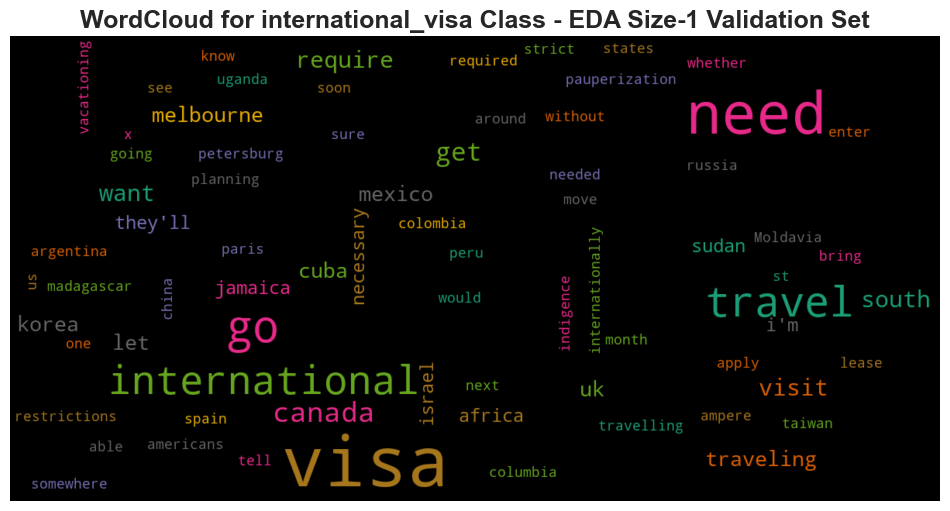 WordCloud for international_visa Class - EDA Size-1 Validation Set
vacationing
know
require
required
strict
states
whether
see
uganda
soon
pauperization
need
melbourne
x
sure
around
without
enter
going
petersburg
get
needed
russia
want
planning
mexico
move
they'll
necessary
colombia
internationally
sudan
Moldavia
argentina
paris
cuba
peru
bring
us
madagascar
china
jamaica
would
indigence
st
travel
south
korea
go
i'm
one
let
month
international
israel
next
uk
apply
lease
visit
restrictions
spain
canada
africa
travelling
ampere
taiwan
able
americans
tell
visa
columbia
traveling
somewhere